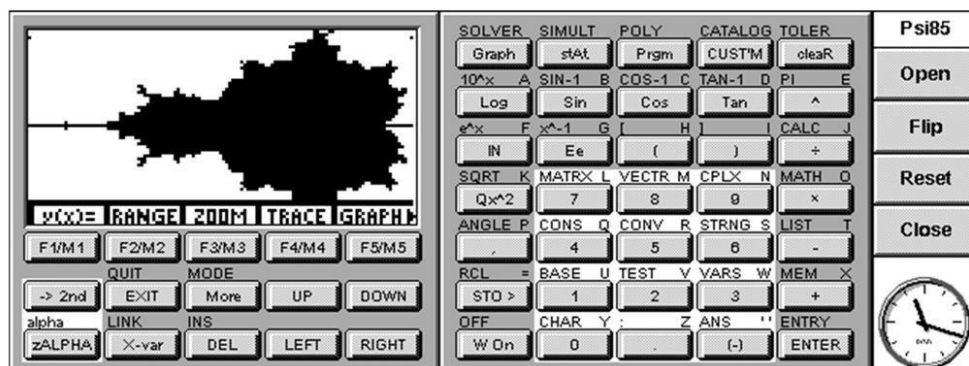 y(x)= RANGE ZOOM TRACE GRAPH
F1/M1 F2/M2 F3/M3 F4/M4 F5/M5
QUIT MODE
-> 2nd EXIT More UP DOWN
alpha LINK INS
zALPHA X-var DEL LEFT RIGHT
SOLVER SIMULT POLY CATALOG TOLER
Graph stAt Prgm CUST'M cleaR
10^x A SIN-1 B COS-1 C TAN-1 D PI E
Log Sin Cos Tan ^
e^x F x^-1 G [ H ] I CALC J
lN Ee ( ) ÷
SQRT K MATRX L VECTR M CPLX N MATH O
Qx^2 7 8 9 ×
ANGLE P CONS Q CONV R STRNG S LIST T
, 4 5 6 -
RCL = BASE U TEST V VARS W MEM X
STO > 1 2 3 +
OFF CHAR Y : Z ANS '' ENTRY
W On 0 . (-) ENTER
Psi85
Open
Flip
Reset
Close